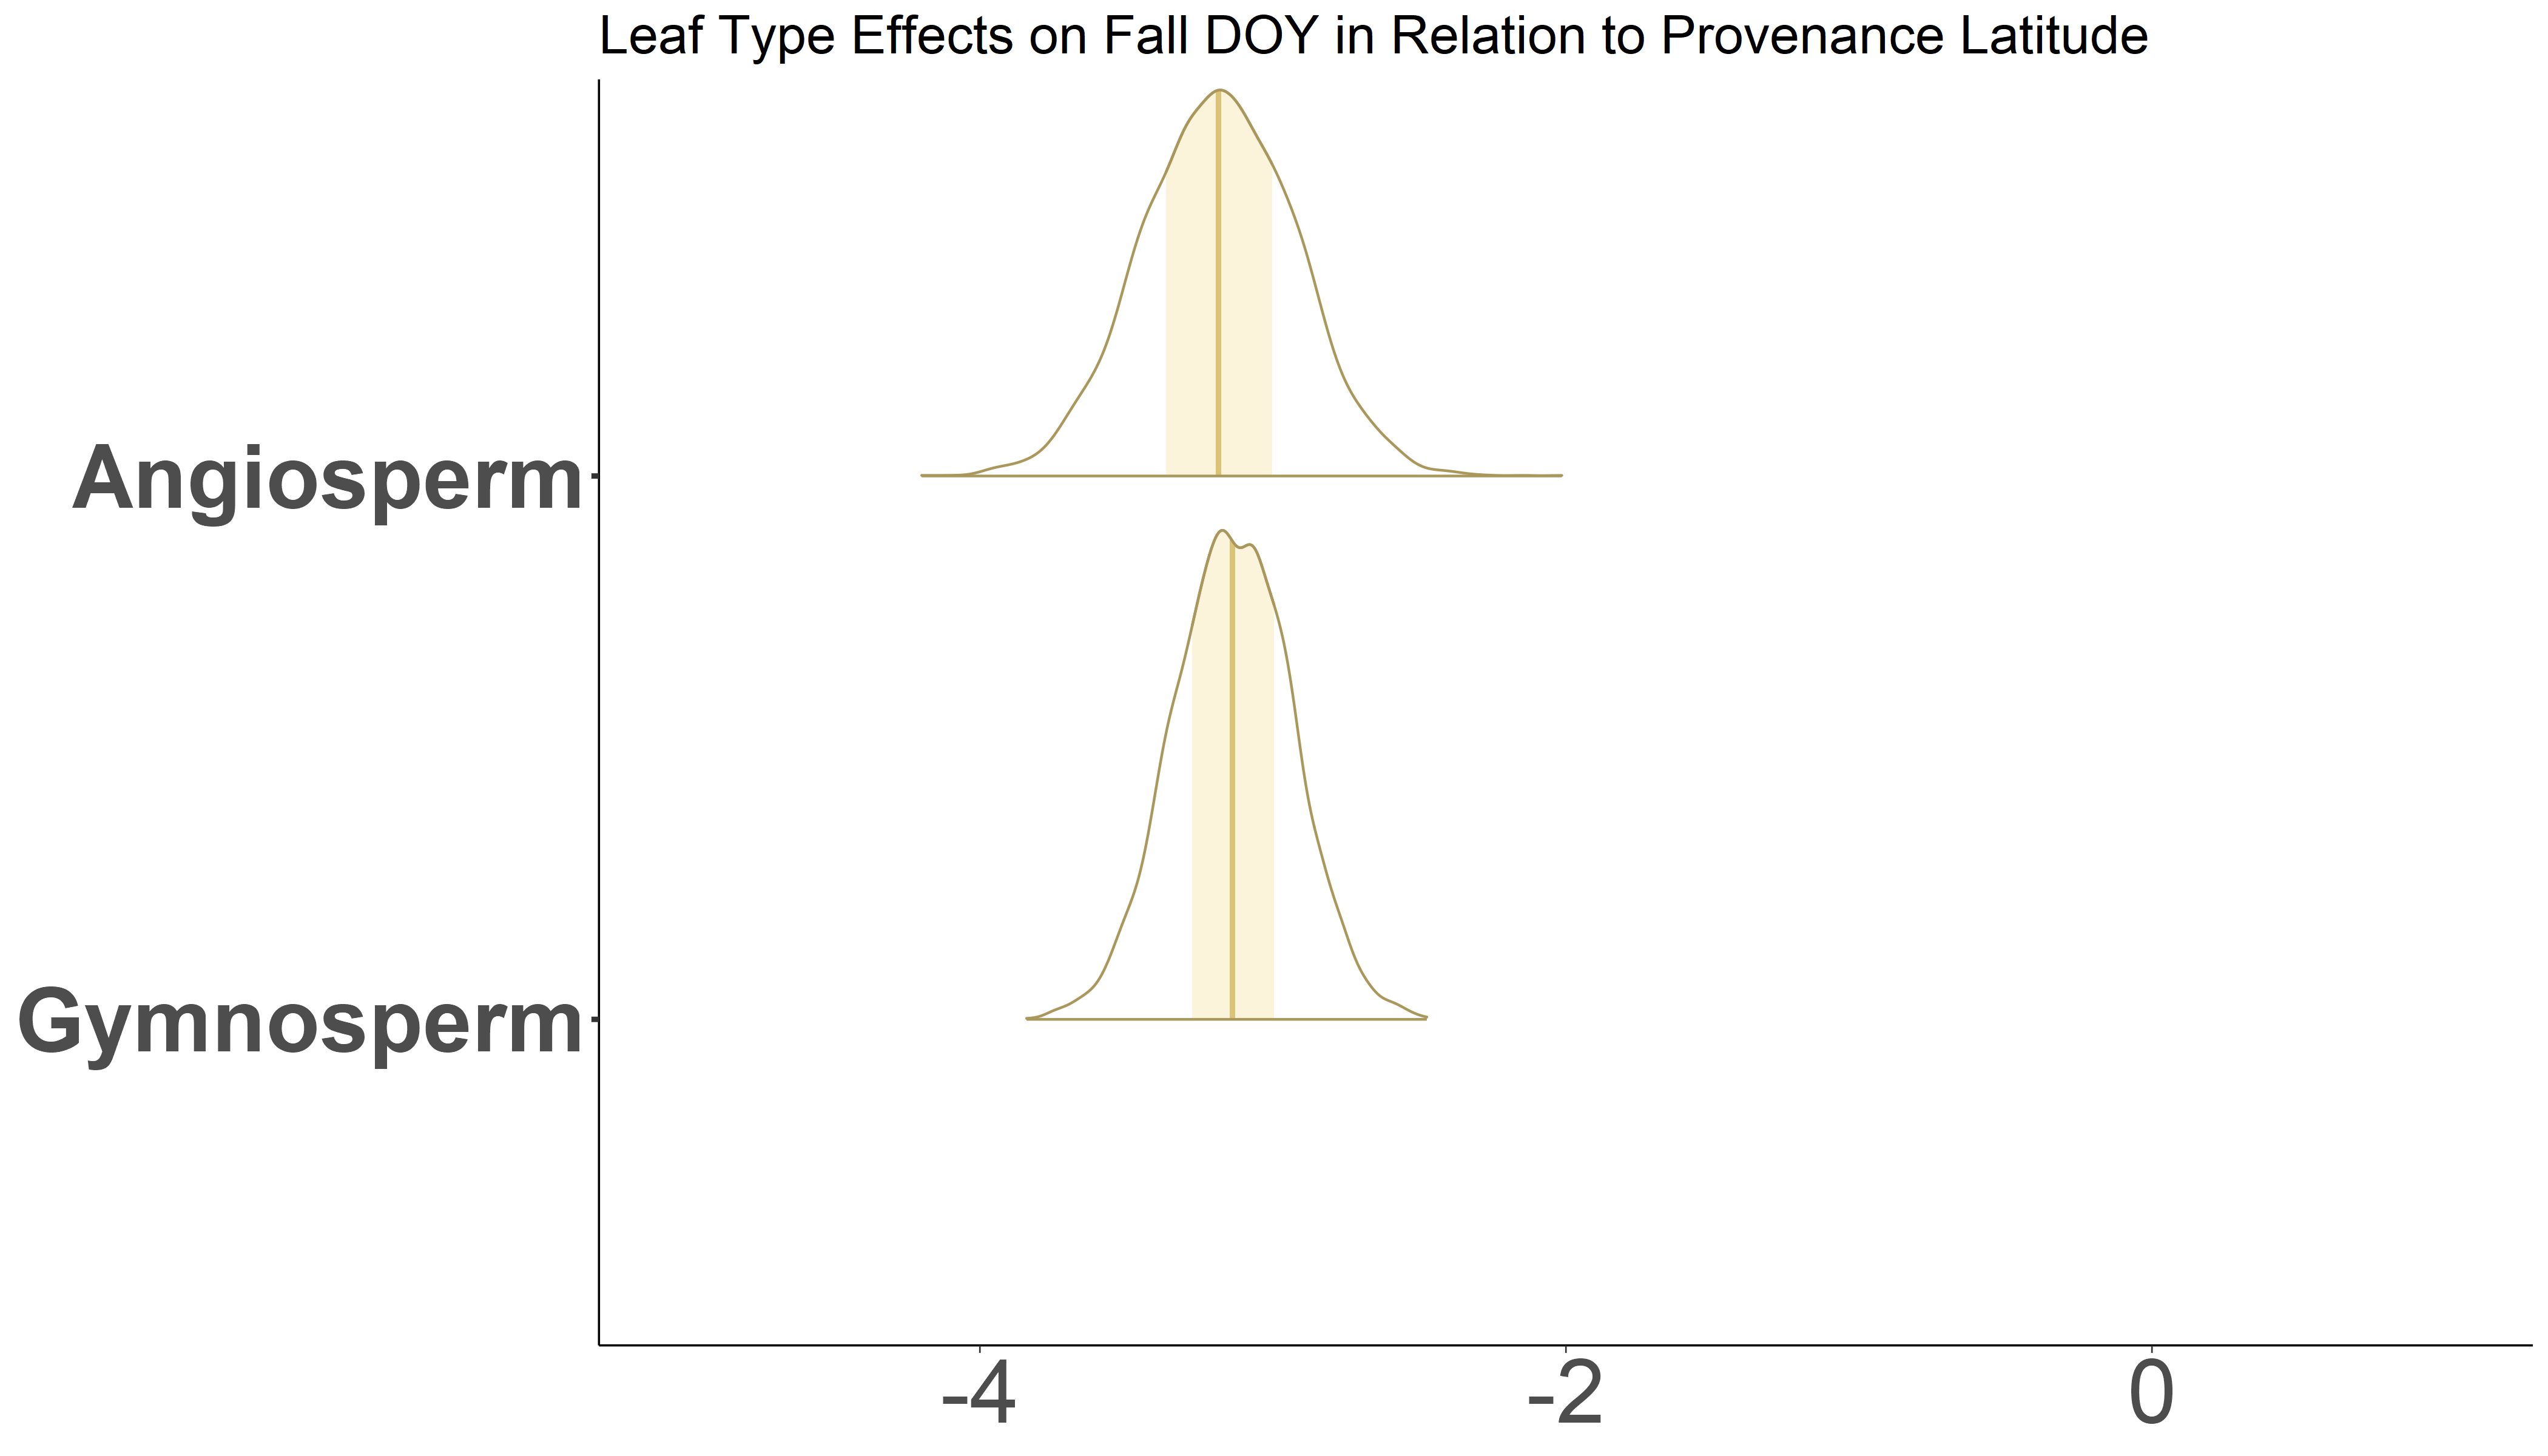 Leaf Type Effects on Fall DOY in Relation to Provenance Latitude
Angiosperm
Gymnosperm
-4 -2 0